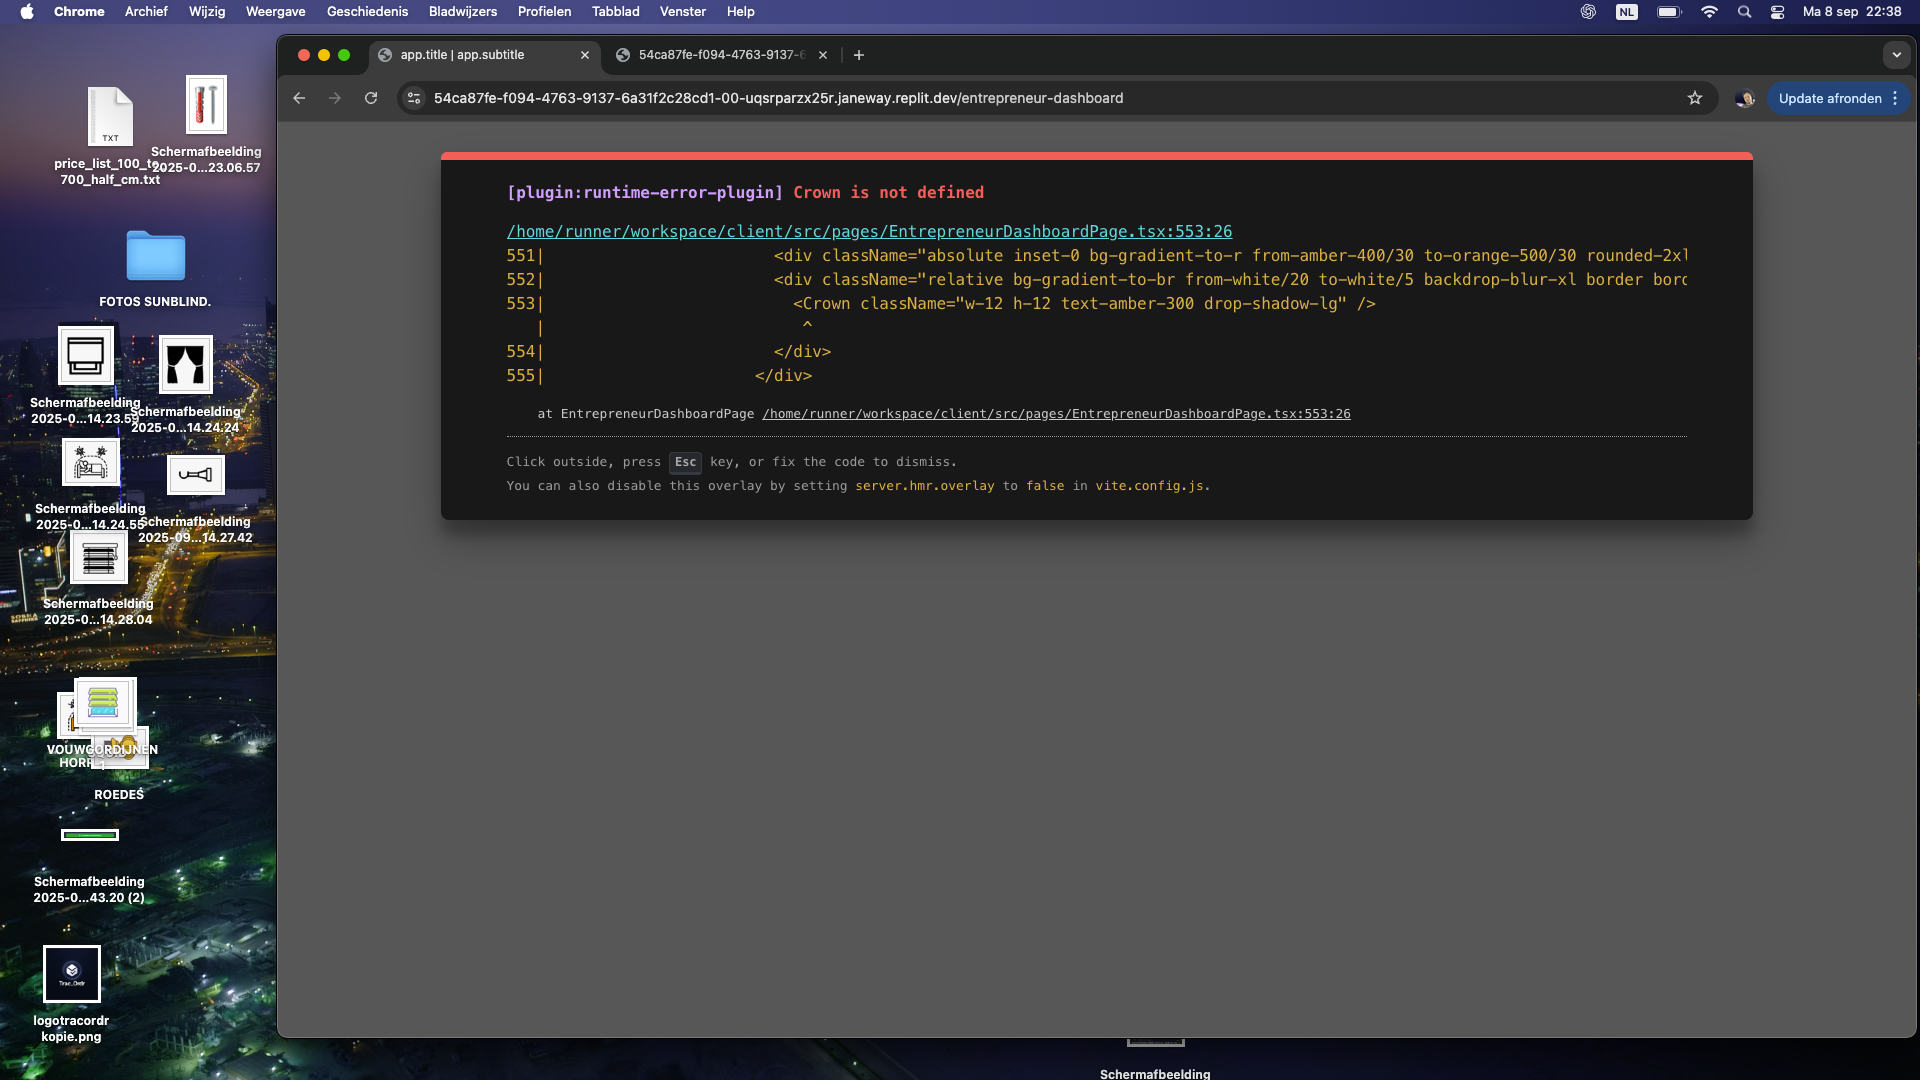 Chrome Archief Wijzig Weergave Geschiedenis Bladwijzers Profielen Tabblad Venster Help NL Ma 8 sep 22:38
app.title | app.subtitle
54ca87fe-f094-4763-9137-6
54ca87fe-f094-4763-9137-6a31f2c28cd1-00-uqsrparzx25r.janeway.replit.dev/entrepreneur-dashboard
Update afronden
[plugin:runtime-error-plugin] Crown is not defined
/home/runner/workspace/client/src/pages/EntrepreneurDashboardPage.tsx:553:26
551| <div className="absolute inset-0 bg-gradient-to-r from-amber-400/30 to-orange-500/30 rounded-2xl
552| <div className="relative bg-gradient-to-br from-white/20 to-white/5 backdrop-blur-xl border bord
553| <Crown className="w-12 h-12 text-amber-300 drop-shadow-lg" />
| ^
554| </div>
555| </div>
at EntrepreneurDashboardPage /home/runner/workspace/client/src/pages/EntrepreneurDashboardPage.tsx:553:26
Click outside, press Esc key, or fix the code to dismiss.
You can also disable this overlay by setting server.hmr.overlay to false in vite.config.js.
TXT
price_list_100_to_
700_half_cm.txt
Schermafbeelding
2025-0...23.06.57
FOTOS SUNBLIND.
Schermafbeelding
2025-0...14.23.59
Schermafbeelding
2025-0...14.24.24
Schermafbeelding
2025-0...14.24.55
Schermafbeelding
2025-09...14.27.42
Schermafbeelding
2025-0...14.28.04
VOUWGORDIJNEN
ROEDES
Schermafbeelding
2025-0...43.20 (2)
Trac_Ordr
logotracordr
kopie.png
Schermafbeelding